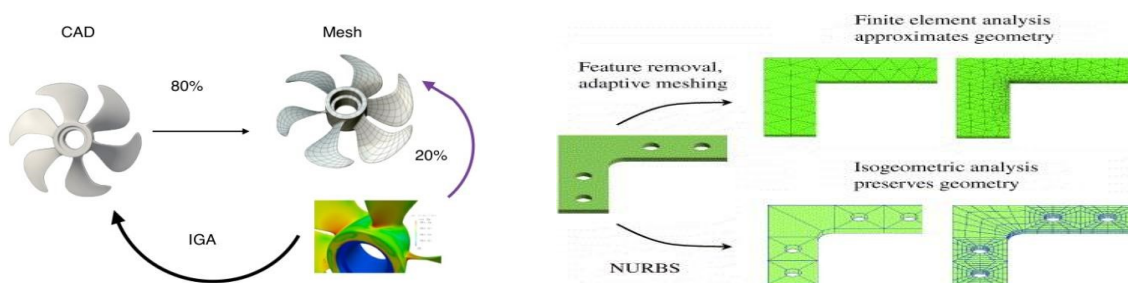 CAD
Mesh
80%
20%
IGA
Finite element analysis
approximates geometry
Feature removal,
adaptive meshing
Isogeometric analysis
preserves geometry
NURBS